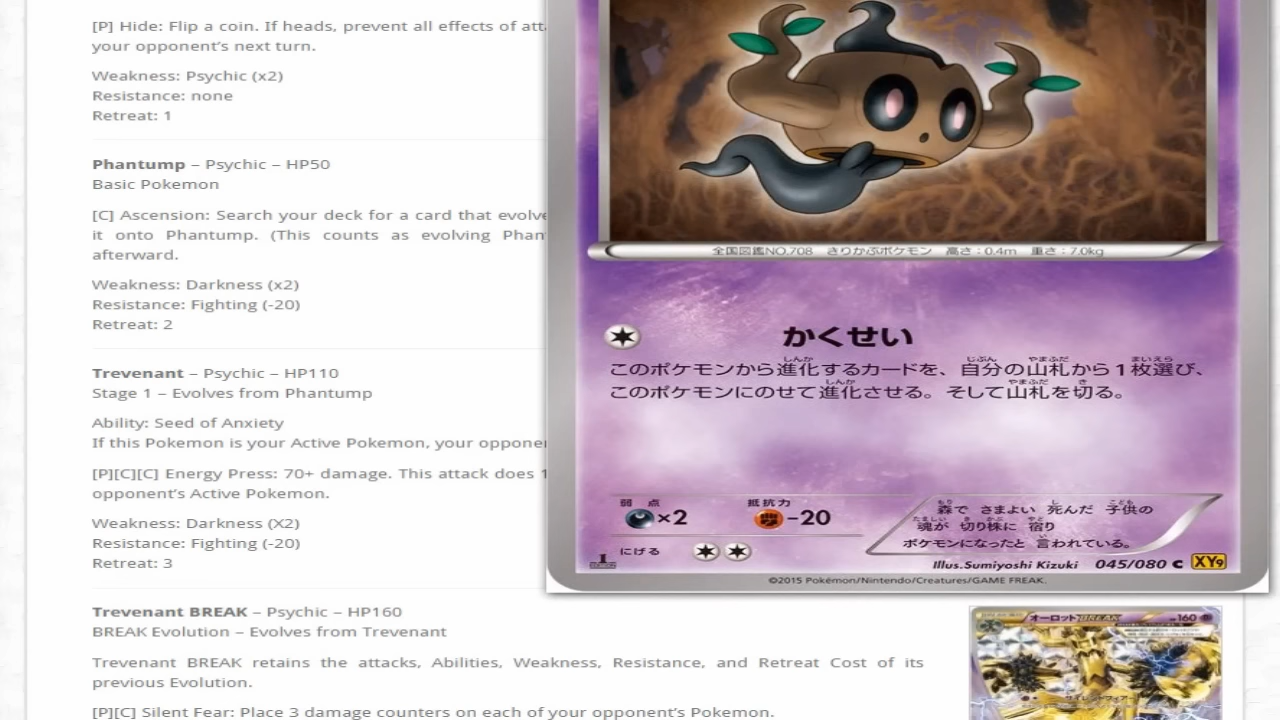 [P] Hide: Flip a coin. If heads, prevent all effects of
your opponent's next turn.
Weakness: Psychic (x2)
Resistance: none
Retreat: 1
Phantump – Psychic – HP50
Basic Pokemon
[C] Ascension: Search your deck for a card that
it onto Phantump. (This counts as evolving
afterward.
Weakness: Darkness (x2)
Resistance: Fighting (-20)
Retreat: 2
Trevenant – Psychic – HP110
Stage 1 – Evolves from Phantump
Ability: Seed of Anxiety
If this Pokemon is your Active Pokemon, your
[P][C][C] Energy Press: 70+ damage. This attack does 1
opponent's Active Pokemon.
Weakness: Darkness (X2)
Resistance: Fighting (-20)
Retreat: 3
Trevenant BREAK – Psychic – HP160
BREAK Evolution – Evolves from Trevenant
Trevenant BREAK retains the attacks, Abilities, Weakness, Resistance, and Retreat Cost of its
previous Evolution.
[P][C] Silent Fear: Place 3 damage counters on each of your opponent's Pokemon.
全国図鑑NO.708 きりかぶポケモン 高さ：0.4m 重さ：7.0kg
かくせい
このポケモンから進化するカードを、自分の山札から1枚選び、
このポケモンにのせて進化させる。そして山札を切る。
弱点 抵抗力
×2 −20
にげる
森で さまよい 死んだ 子供の
魂が 切り株に 宿り
ポケモンになったと 言われている。
Illus.Sumiyoshi Kizuki 045/080 C XY9
©2015 Pokémon/Nintendo/Creatures/GAME FREAK.
オーロットBREAK 160
サイレントフィアー